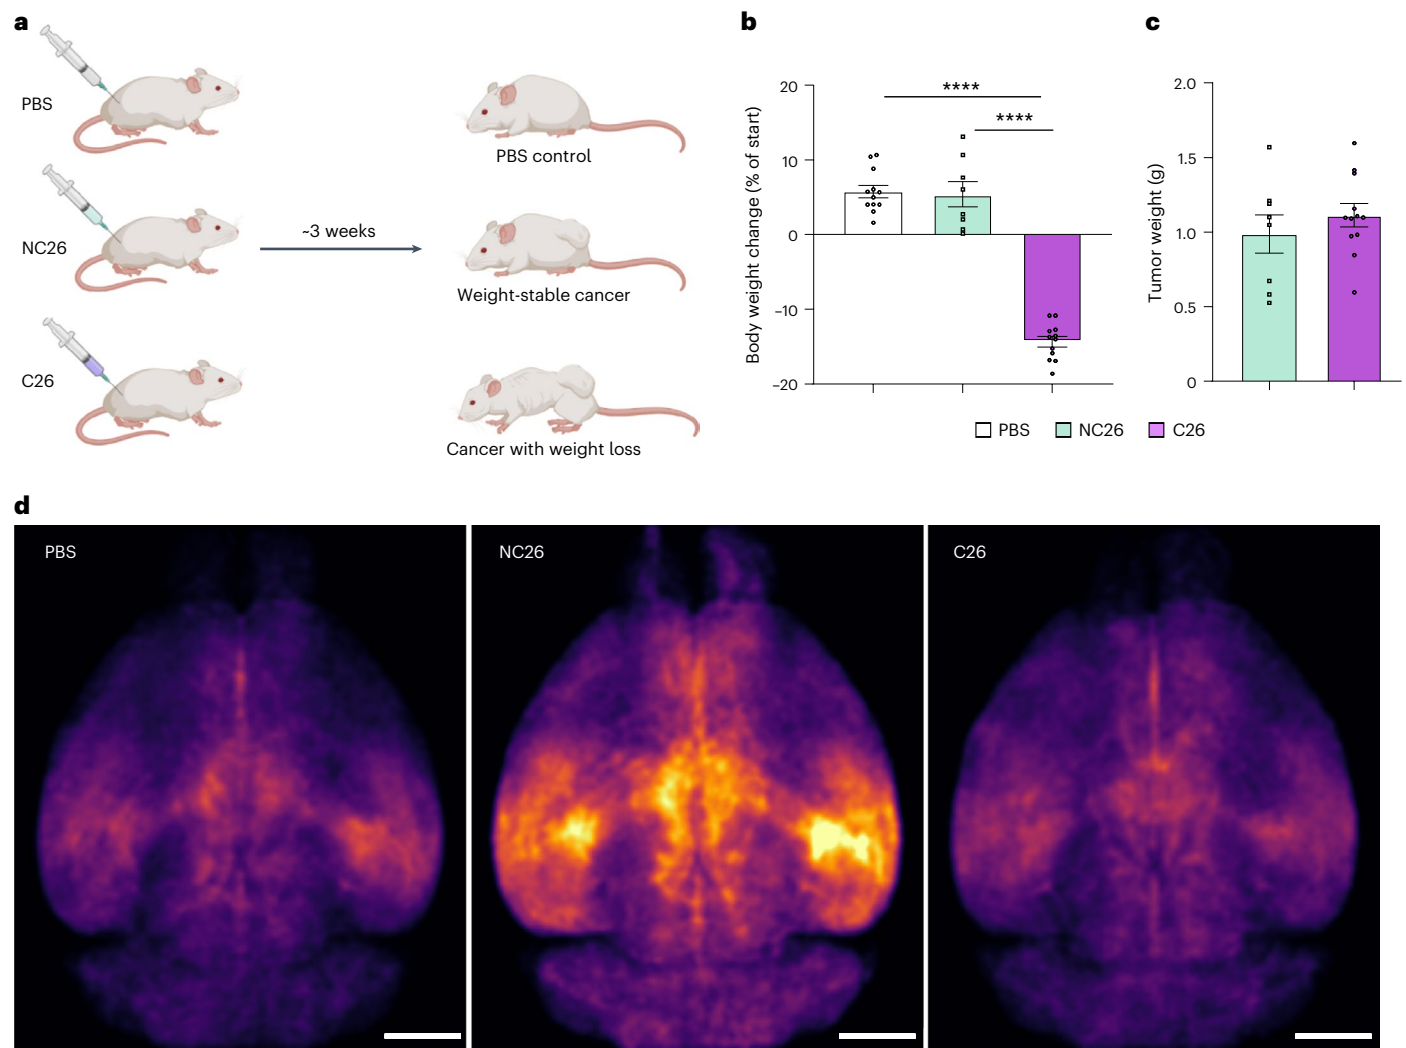 a
PBS
NC26
C26
~3 weeks
PBS control
Weight-stable cancer
Cancer with weight loss
b
Body weight change (% of start)
20
10
0
−10
−20
****
****
c
Tumor weight (g)
2.0
1.5
1.0
0.5
0
PBS
NC26
C26
d
PBS
NC26
C26